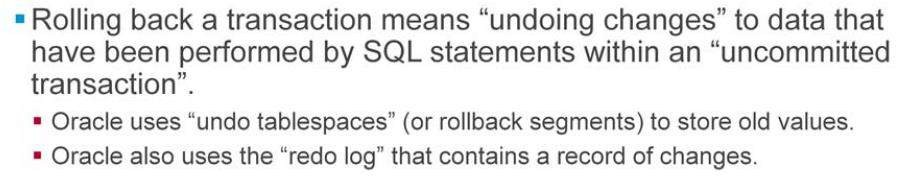 Rolling back a transaction means “undoing changes” to data that
have been performed by SQL statements within an “uncommitted
transaction”.
Oracle uses “undo tablespaces” (or rollback segments) to store old values.
Oracle also uses the “redo log” that contains a record of changes.